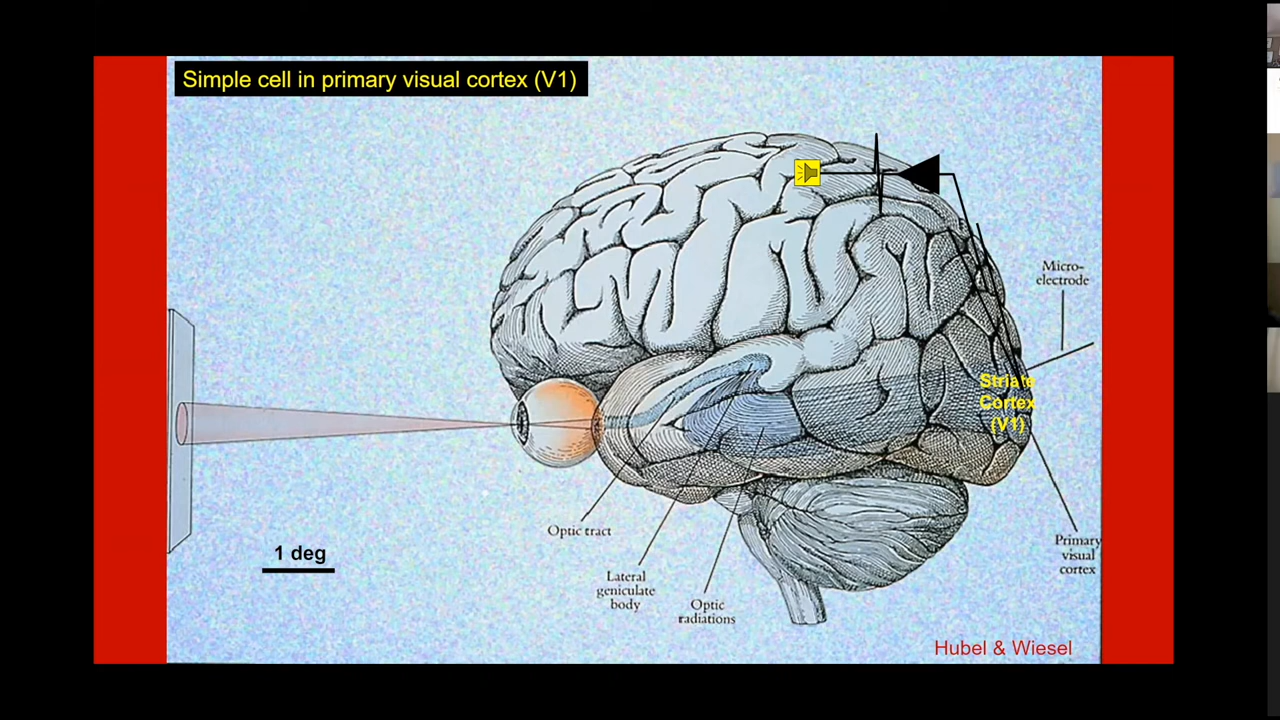 Simple cell in primary visual cortex (V1)
Micro-
electrode
Striate
Cortex
(V1)
Optic tract
1 deg
Primary
visual
cortex
Lateral
geniculate
body
Optic
radiations
Hubel & Wiesel